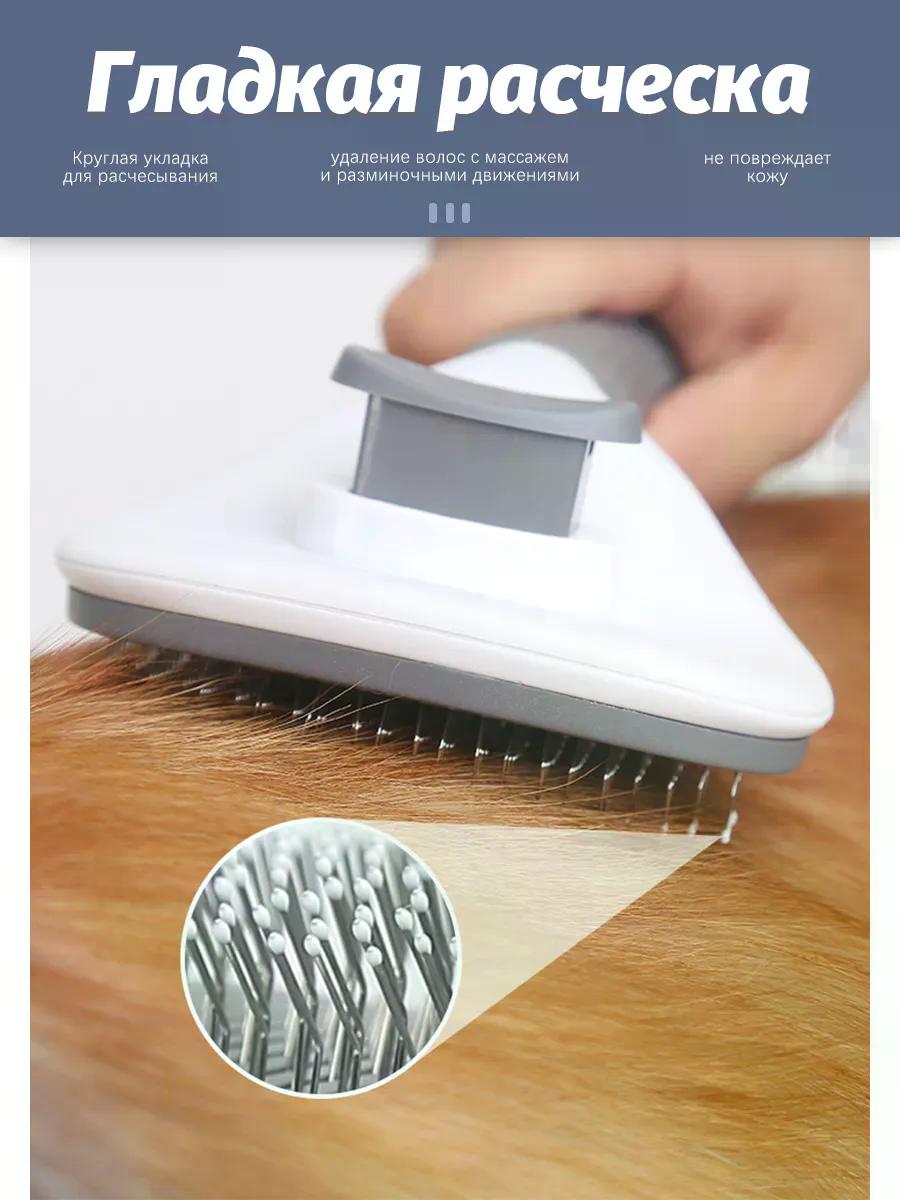 Гладкая расческа
Круглая укладка
для расчесывания
удаление волос с массажем
и разминочными движениями
не повреждает
кожу